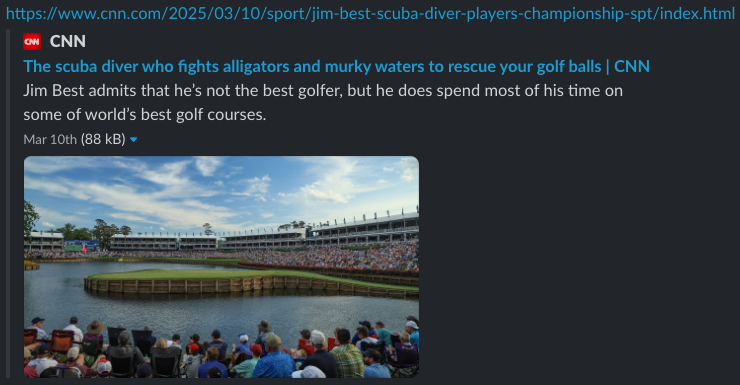 https://www.cnn.com/2025/03/10/sport/jim-best-scuba-diver-players-championship-spt/index.html
CNN CNN
The scuba diver who fights alligators and murky waters to rescue your golf balls | CNN
Jim Best admits that he’s not the best golfer, but he does spend most of his time on
some of world’s best golf courses.
Mar 10th (88 kB)